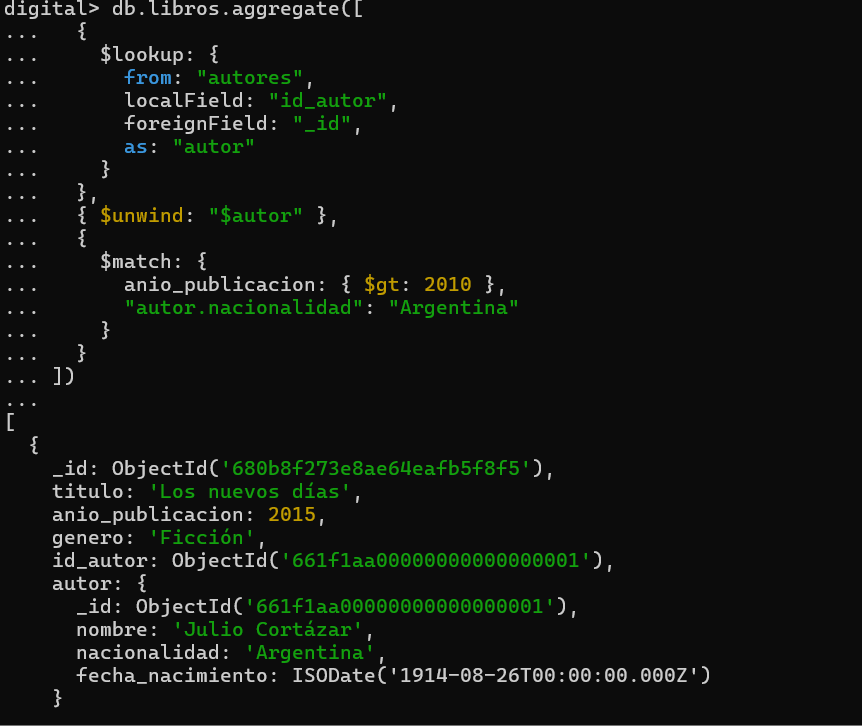 digital> db.libros.aggregate([
...   {
...     $lookup: {
...       from: "autores",
...       localField: "id_autor",
...       foreignField: "_id",
...       as: "autor"
...     }
...   },
...   { $unwind: "$autor" },
...   {
...     $match: {
...       anio_publicacion: { $gt: 2010 },
...       "autor.nacionalidad": "Argentina"
...     }
...   }
... ])
...
[
  {
    _id: ObjectId('680b8f273e8ae64eafb5f8f5'),
    titulo: 'Los nuevos días',
    anio_publicacion: 2015,
    genero: 'Ficción',
    id_autor: ObjectId('661f1aa00000000000000001'),
    autor: {
      _id: ObjectId('661f1aa00000000000000001'),
      nombre: 'Julio Cortázar',
      nacionalidad: 'Argentina',
      fecha_nacimiento: ISODate('1914-08-26T00:00:00.000Z')
    }